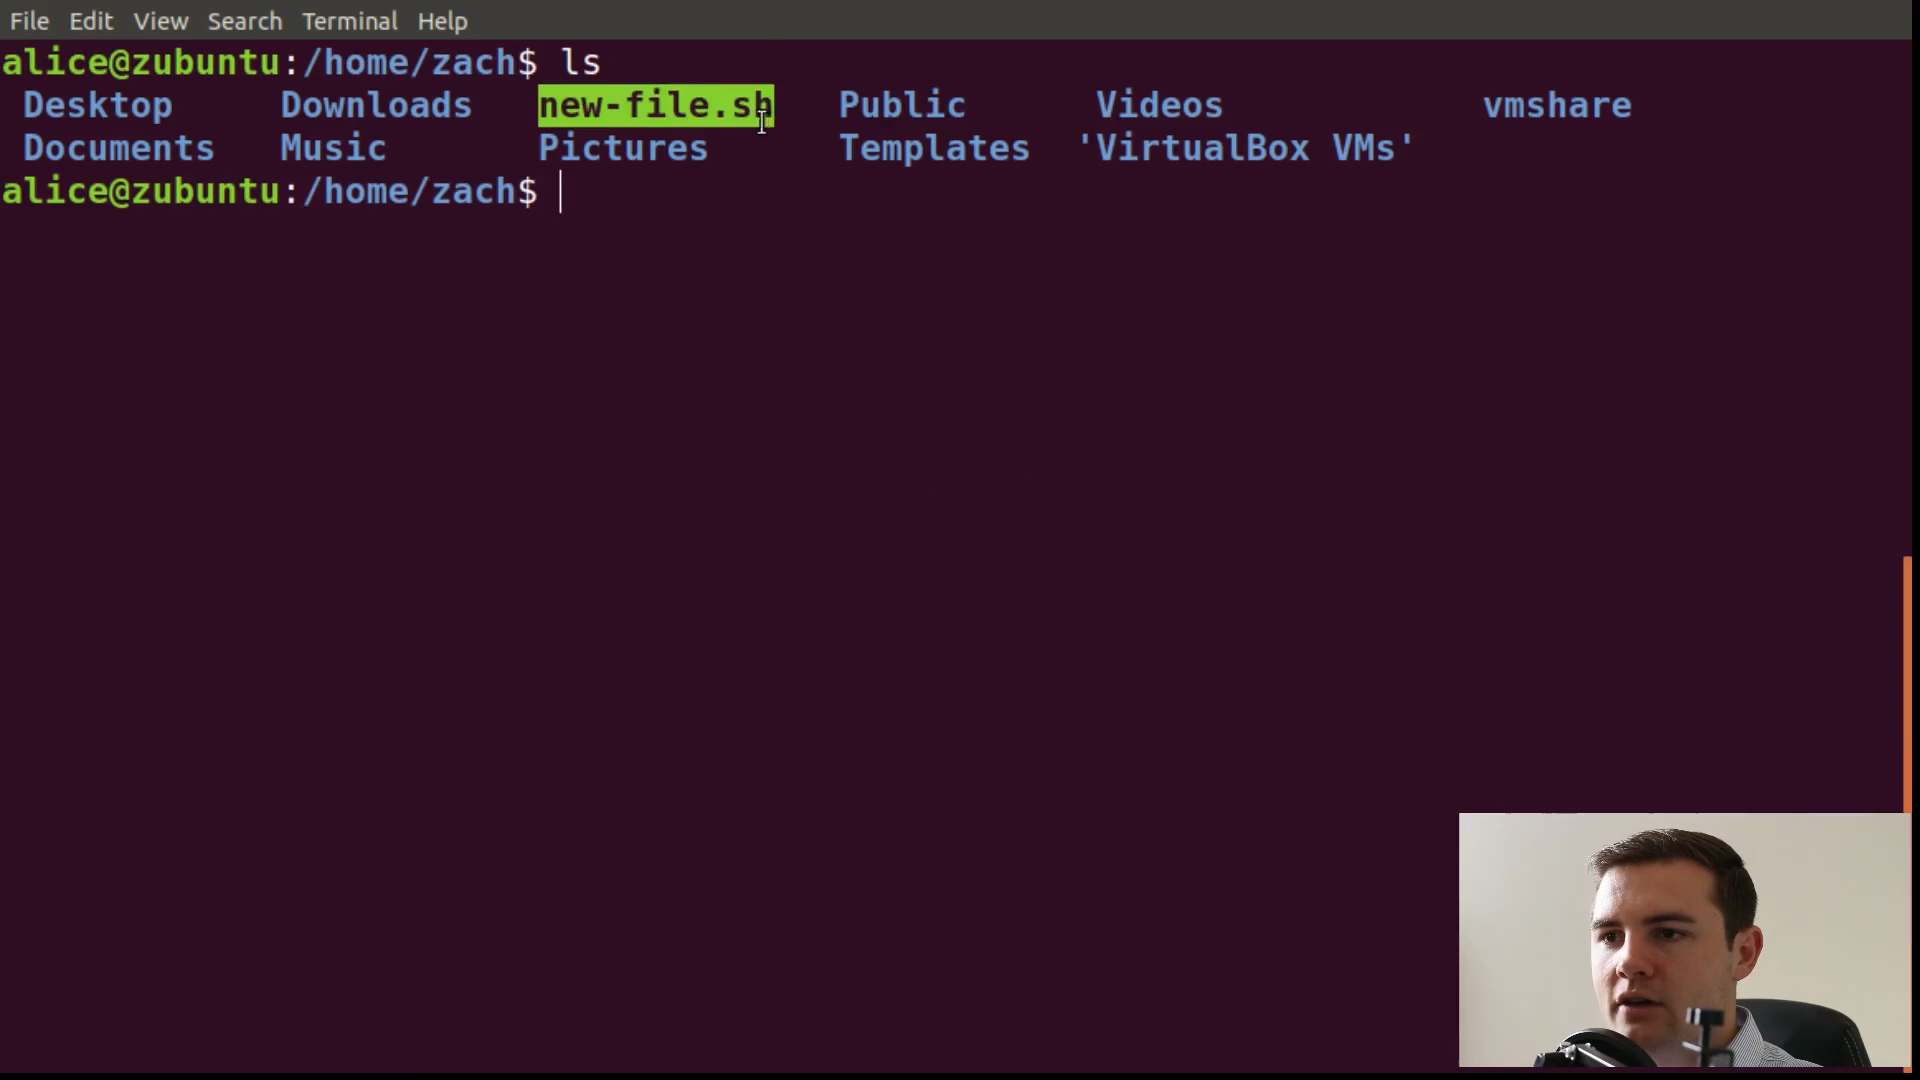 File Edit View Search Terminal Help
alice@zubuntu:/home/zach$ ls
Desktop Downloads new-file.sh Public Videos vmshare
Documents Music Pictures Templates 'VirtualBox VMs'
alice@zubuntu:/home/zach$